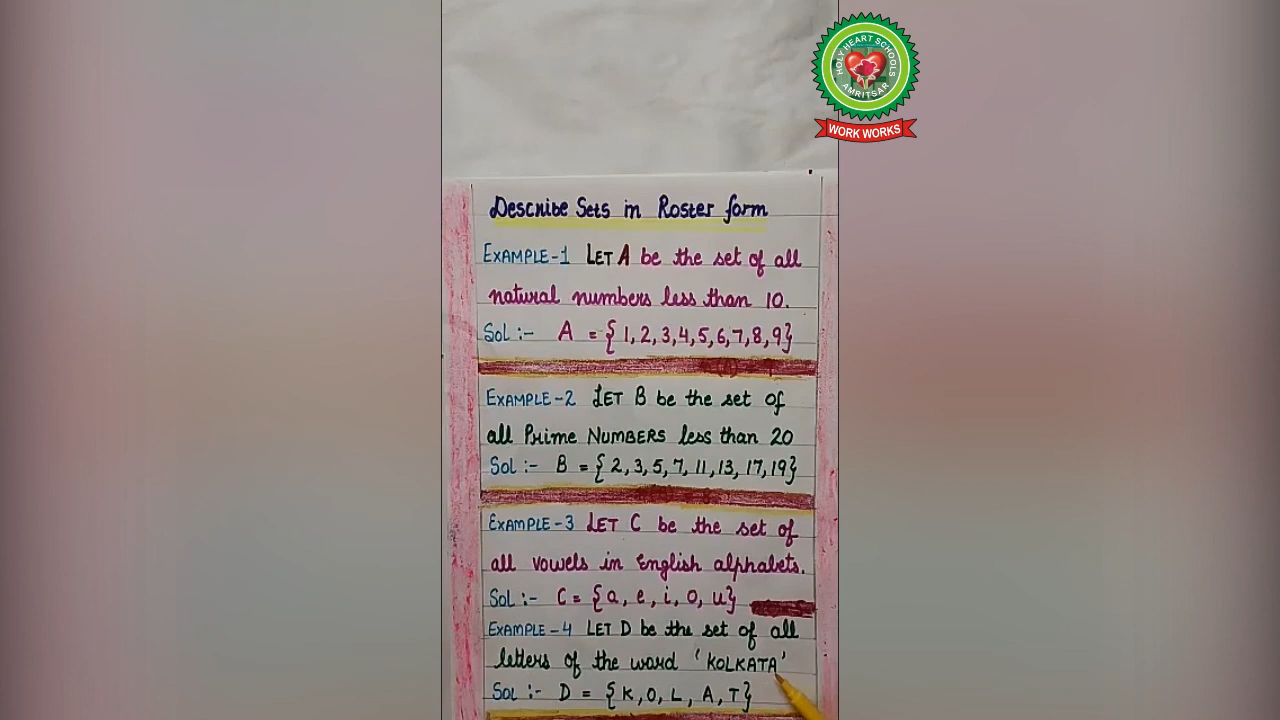 HOLY HEART SCHOOLS
AMRITSAR
WORK WORKS
Describe Sets in Roster form
EXAMPLE-1 LET A be the set of all
natural numbers less than 10.
Sol :- A = {1, 2, 3, 4, 5, 6, 7, 8, 9}
EXAMPLE-2 LET B be the set of
all Prime NUMBERS less than 20
Sol :- B = {2, 3, 5, 7, 11, 13, 17, 19}
EXAMPLE-3 LET C be the set of
all vowels in English alphabets.
Sol :- C = {a, e, i, o, u}
EXAMPLE-4 LET D be the set of all
letters of the word 'KOLKATA'
Sol :- D = {K, O, L, A, T}